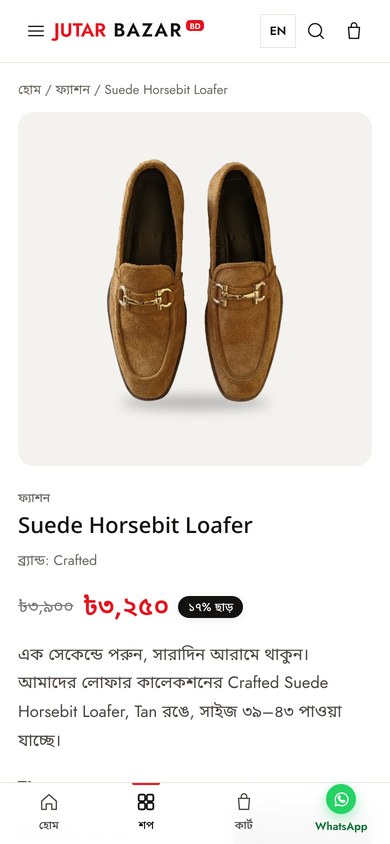 JUTAR BAZAR BD
EN
হোম / ফ্যাশন / Suede Horsebit Loafer
ফ্যাশন
Suede Horsebit Loafer
ব্র্যান্ড: Crafted
৳৩,৯০০ ৳৩,২৫০ ১৭% ছাড়
এক সেকেন্ডে পরুন, সারাদিন আরামে থাকুন।
আমাদের লোফার কালেকশনের Crafted Suede
Horsebit Loafer, Tan রঙে, সাইজ ৩৯–৪৩ পাওয়া
যাচ্ছে।
হোম
শপ
কার্ট
WhatsApp